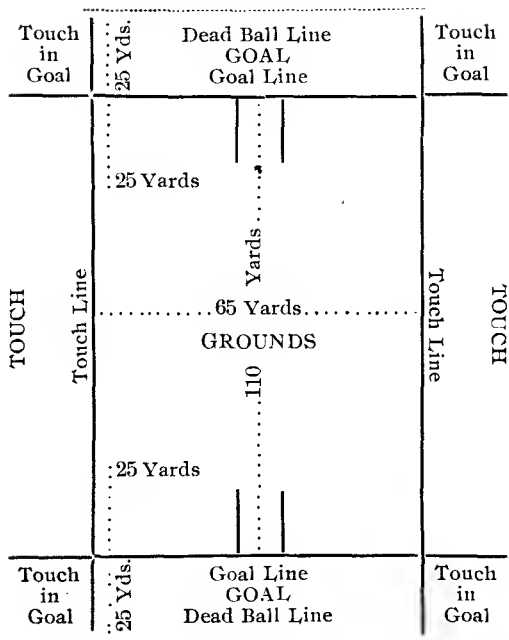 Touch
in
Goal
25 Yds.
Dead Ball Line
GOAL
Goal Line
Touch
in
Goal
25 Yards
Yards
TOUCH
Touch Line
65 Yards
Touch Line
TOUCH
GROUNDS
110
25 Yards
Touch
in
Goal
25 Yds.
Goal Line
GOAL
Dead Ball Line
Touch
in
Goal